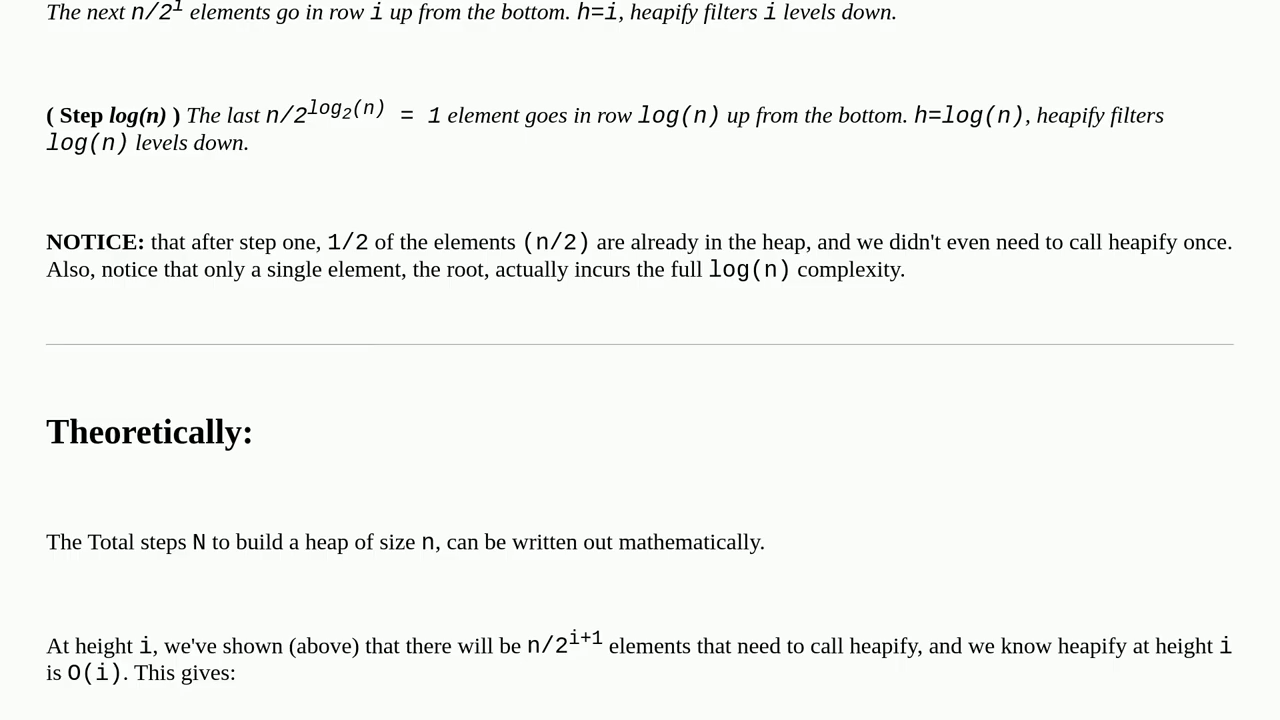 The next n/2^i elements go in row i up from the bottom. h=i, heapify filters i levels down.
( Step log(n) ) The last n/2^log₂(n) = 1 element goes in row log(n) up from the bottom. h=log(n), heapify filters
log(n) levels down.
NOTICE: that after step one, 1/2 of the elements (n/2) are already in the heap, and we didn't even need to call heapify once.
Also, notice that only a single element, the root, actually incurs the full log(n) complexity.
Theoretically:
The Total steps N to build a heap of size n, can be written out mathematically.
At height i, we've shown (above) that there will be n/2^i+1 elements that need to call heapify, and we know heapify at height i
is O(i). This gives: